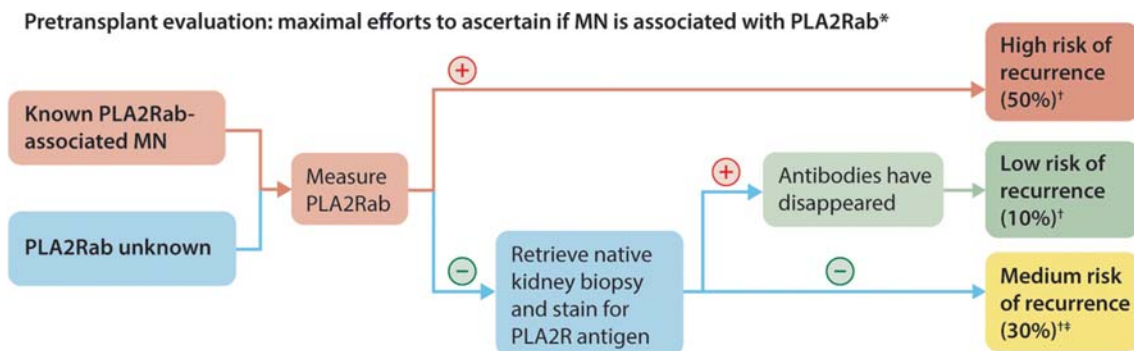 Pretransplant evaluation: maximal efforts to ascertain if MN is associated with PLA2Rab*
Known PLA2Rab-
associated MN
PLA2Rab unknown
Measure
PLA2Rab
+
−
Retrieve native
kidney biopsy
and stain for
PLA2R antigen
+
−
Antibodies have
disappeared
High risk of
recurrence
(50%)†
Low risk of
recurrence
(10%)†
Medium risk
of recurrence
(30%)†‡